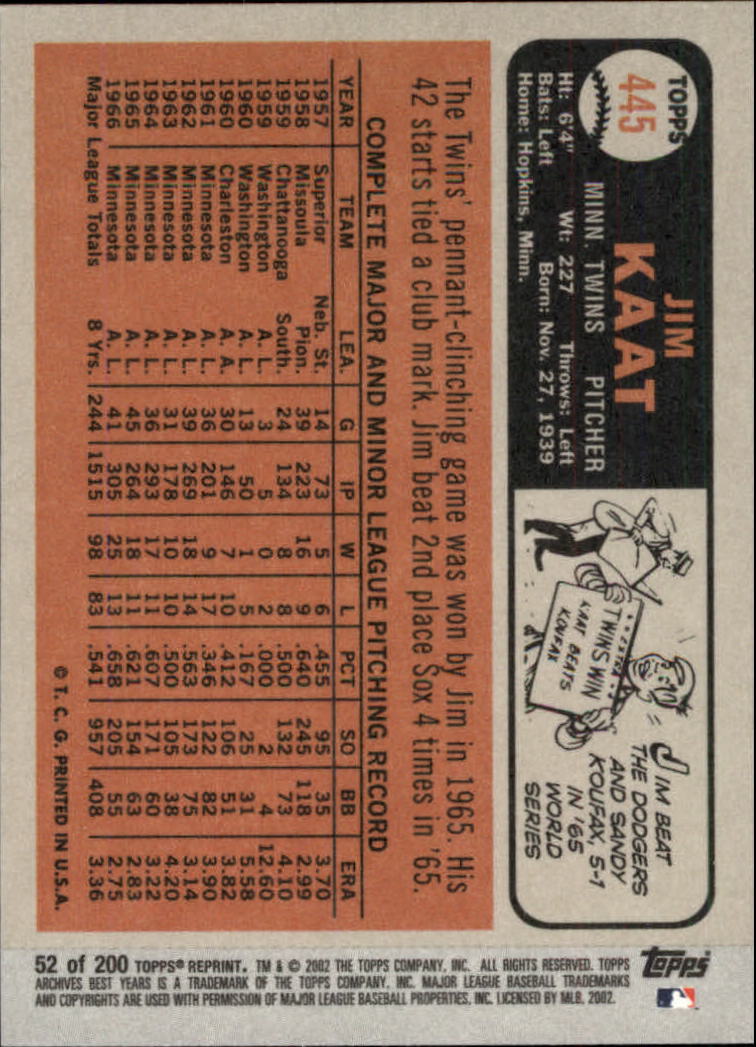 TOPPS
445
JIM
KAAT
MINN. TWINS PITCHER
Ht: 6'4" Wt: 227 Throws: Left
Bats: Left Born: Nov. 27, 1939
Home: Hopkins, Minn.
••EXTRA••
TWINS WIN
KAAT BEATS
KOUFAX
JIM BEAT
THE DODGERS
AND SANDY
KOUFAX, 5-1
IN '65
WORLD
SERIES
The Twins' pennant-clinching game was won by Jim in 1965. His
42 starts tied a club mark. Jim beat 2nd place Sox 4 times in '65.
COMPLETE MAJOR AND MINOR LEAGUE PITCHING RECORD
YEAR TEAM LEA. G IP W L PCT SO BB ERA
1957 Superior Neb. St. 14 73 5 6 .455 95 35 3.70
1958 Missoula Pion. 39 223 16 9 .640 245 118 2.99
1959 Chattanooga South. 24 134 8 8 .500 132 73 4.10
1959 Washington A. L. 3 5 0 2 .000 2 4 12.60
1960 Washington A. L. 13 50 1 5 .167 25 31 5.58
1960 Charleston A. A. 30 146 7 10 .412 106 51 3.82
1961 Minnesota A. L. 36 201 9 17 .346 122 82 3.90
1962 Minnesota A. L. 39 269 18 14 .563 173 75 3.14
1963 Minnesota A. L. 31 178 10 10 .500 105 38 4.20
1964 Minnesota A. L. 36 293 17 11 .607 171 60 3.22
1965 Minnesota A. L. 45 264 18 11 .621 154 63 2.83
1966 Minnesota A. L. 41 305 25 13 .658 205 55 2.75
Major League Totals 8 Yrs. 244 1515 98 83 .541 957 408 3.36
© T. C. G. PRINTED IN U.S.A.
52 of 200 TOPPS® REPRINT. TM & © 2002 THE TOPPS COMPANY, INC. ALL RIGHTS RESERVED. TOPPS
ARCHIVES BEST YEARS IS A TRADEMARK OF THE TOPPS COMPANY, INC. MAJOR LEAGUE BASEBALL TRADEMARKS
AND COPYRIGHTS ARE USED WITH PERMISSION OF MAJOR LEAGUE BASEBALL PROPERTIES, INC. LICENSED BY MLB, 2002.
topps